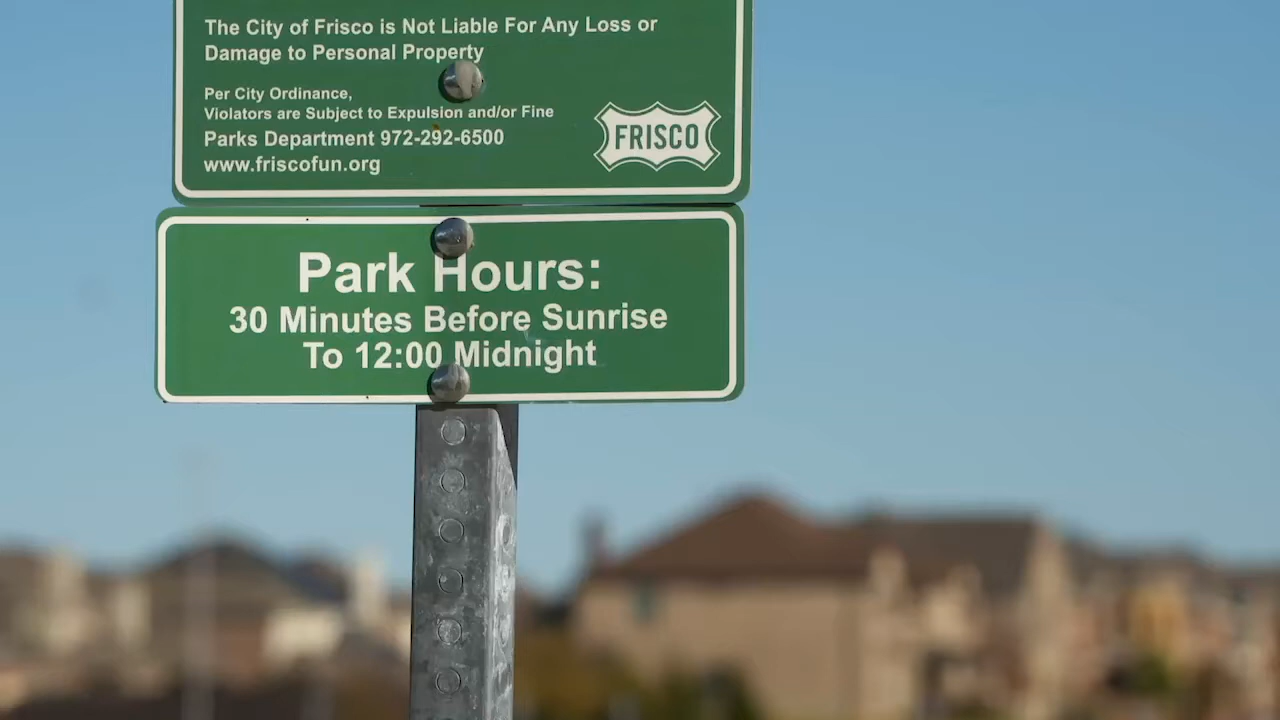 The City of Frisco is Not Liable For Any Loss or
Damage to Personal Property
Per City Ordinance,
Violators are Subject to Expulsion and/or Fine
Parks Department 972-292-6500
www.friscofun.org
FRISCO
Park Hours:
30 Minutes Before Sunrise
To 12:00 Midnight